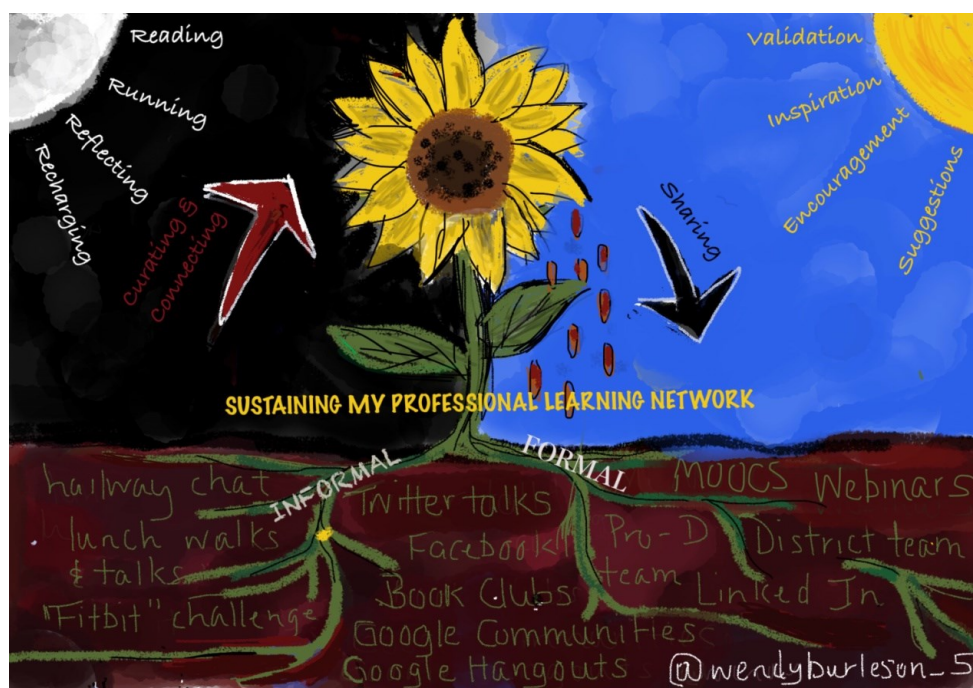 Reading
Running
Reflecting
Recharging
Curating &
Connecting
Validation
Inspiration
Encouragement
Suggestions
Sharing
SUSTAINING MY PROFESSIONAL LEARNING NETWORK
INFORMAL
FORMAL
hallway chat
lunch walks
& talks
"Fitbit" challenge
Twitter talks
Facebook
Book Clubs
Google Communities
Google Hangouts
MOOCS
Webinars
Pro-D
team
District team
Linked In
@wendyburleson_5